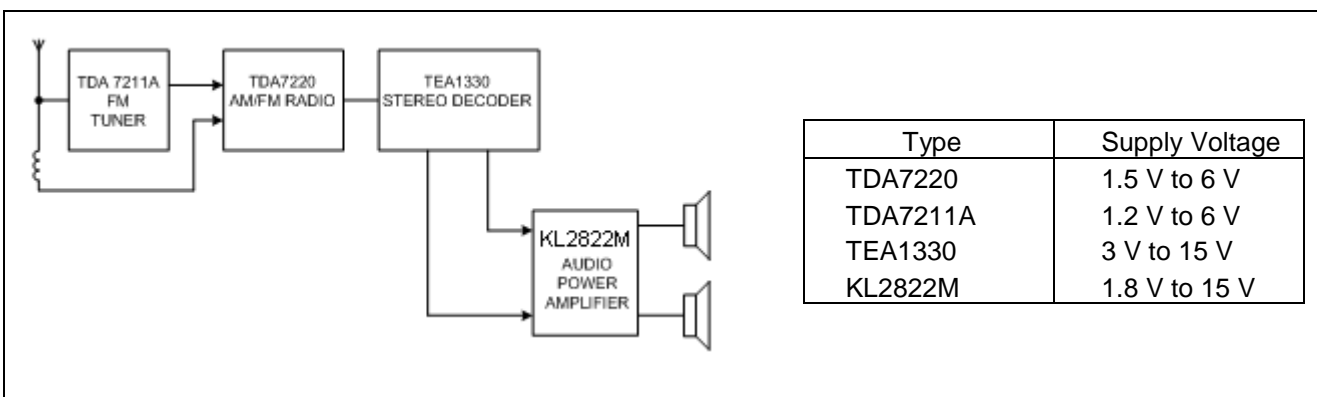 TDA 7211A
FM
TUNER
TDA7220
AM/FM RADIO
TEA1330
STEREO DECODER
KL2822M
AUDIO
POWER
AMPLIFIER
Type Supply Voltage
TDA7220 1.5 V to 6 V
TDA7211A 1.2 V to 6 V
TEA1330 3 V to 15 V
KL2822M 1.8 V to 15 V